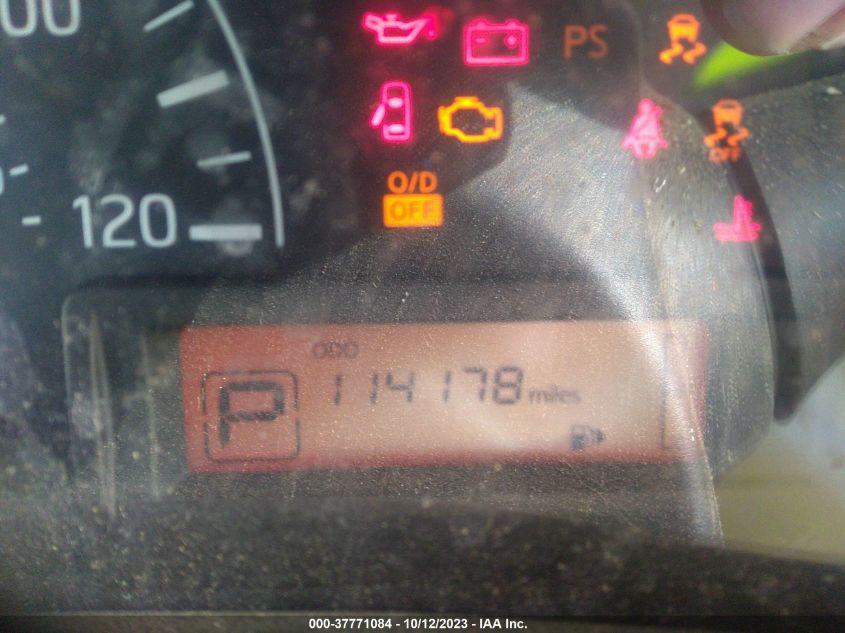 PS
120
O/D
OFF
OFF
ODO
114178 miles
P
000-37771084 - 10/12/2023 - IAA Inc.